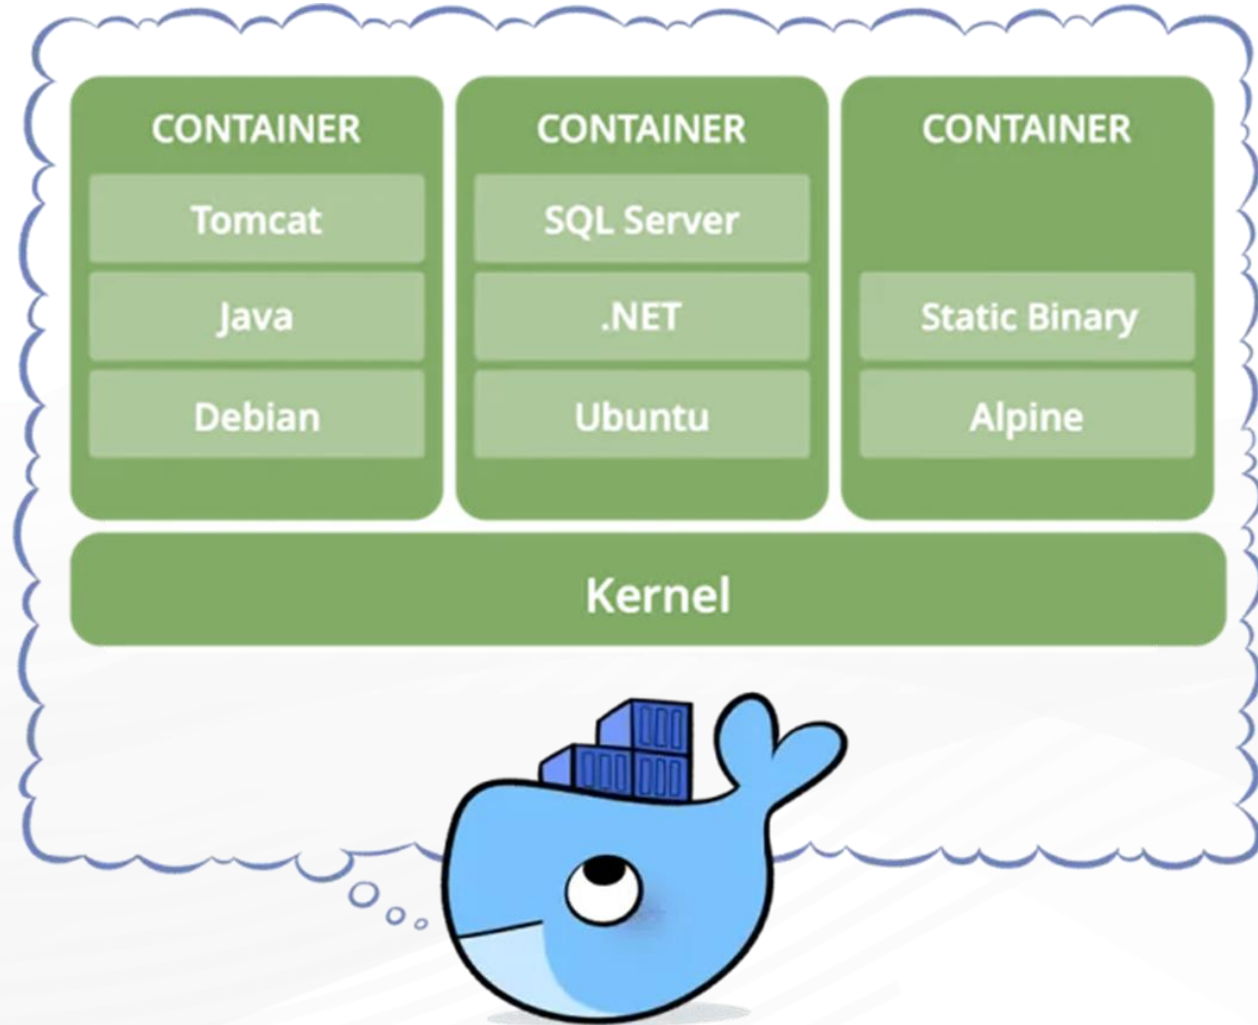 CONTAINER
Tomcat
Java
Debian
CONTAINER
SQL Server
.NET
Ubuntu
CONTAINER
Static Binary
Alpine
Kernel